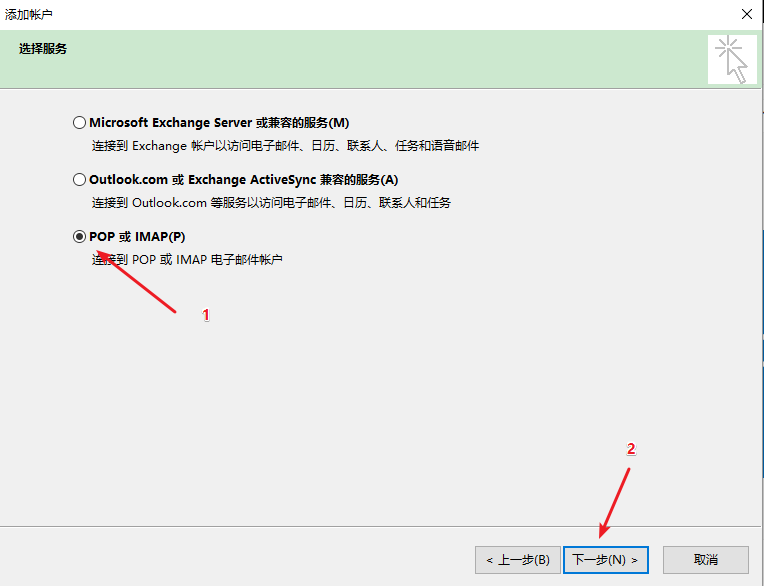 添加帐户
选择服务
Microsoft Exchange Server 或兼容的服务(M)
连接到 Exchange 帐户以访问电子邮件、日历、联系人、任务和语音邮件
Outlook.com 或 Exchange ActiveSync 兼容的服务(A)
连接到 Outlook.com 等服务以访问电子邮件、日历、联系人和任务
POP 或 IMAP(P)
连接到 POP 或 IMAP 电子邮件帐户
1
2
< 上一步(B) 下一步(N) > 取消